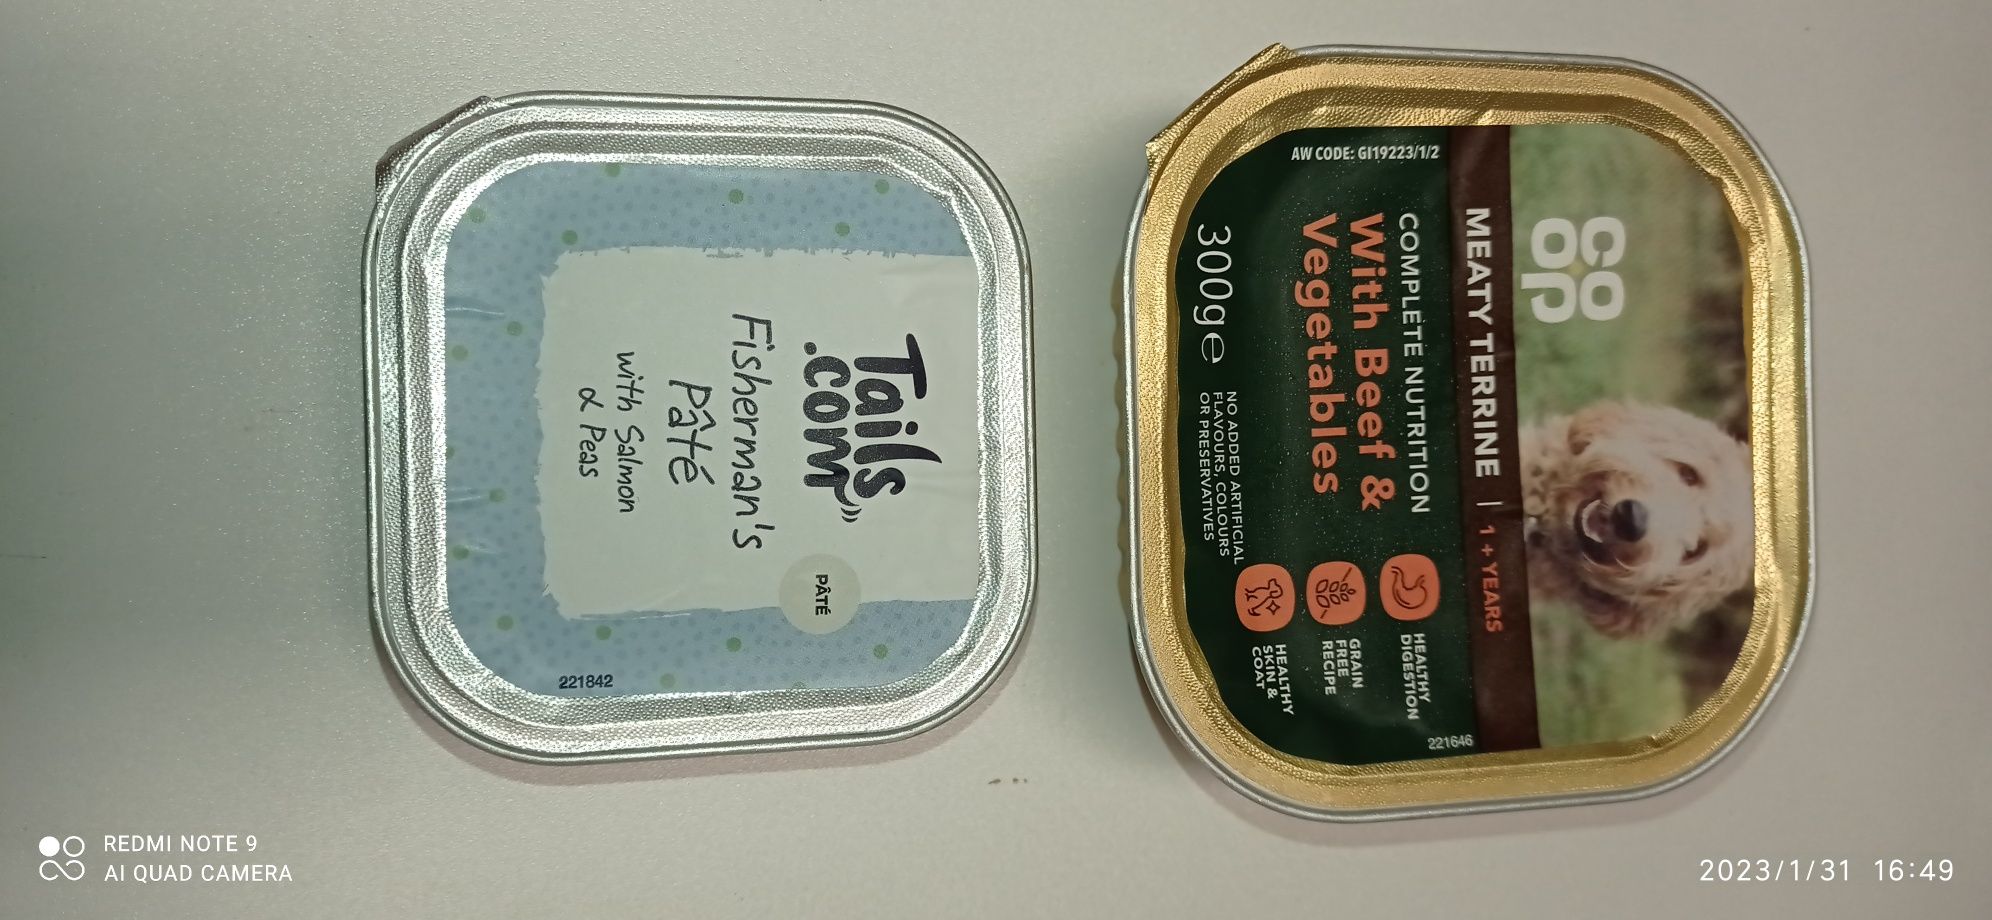 Tails
.com
Fisherman's
Pâté
with Salmon
& Peas
PÂTÉ
221842
co
op
MEATY TERRINE | 1 + YEARS
COMPLETE NUTRITION
With Beef &
Vegetables
300g e
NO ADDED ARTIFICIAL
FLAVOURS, COLOURS
OR PRESERVATIVES
HEALTHY
DIGESTION
GRAIN
FREE
RECIPE
HEALTHY
SKIN &
COAT
AW CODE: GI19223/1/2
221646
REDMI NOTE 9
AI QUAD CAMERA
2023/1/31 16:49